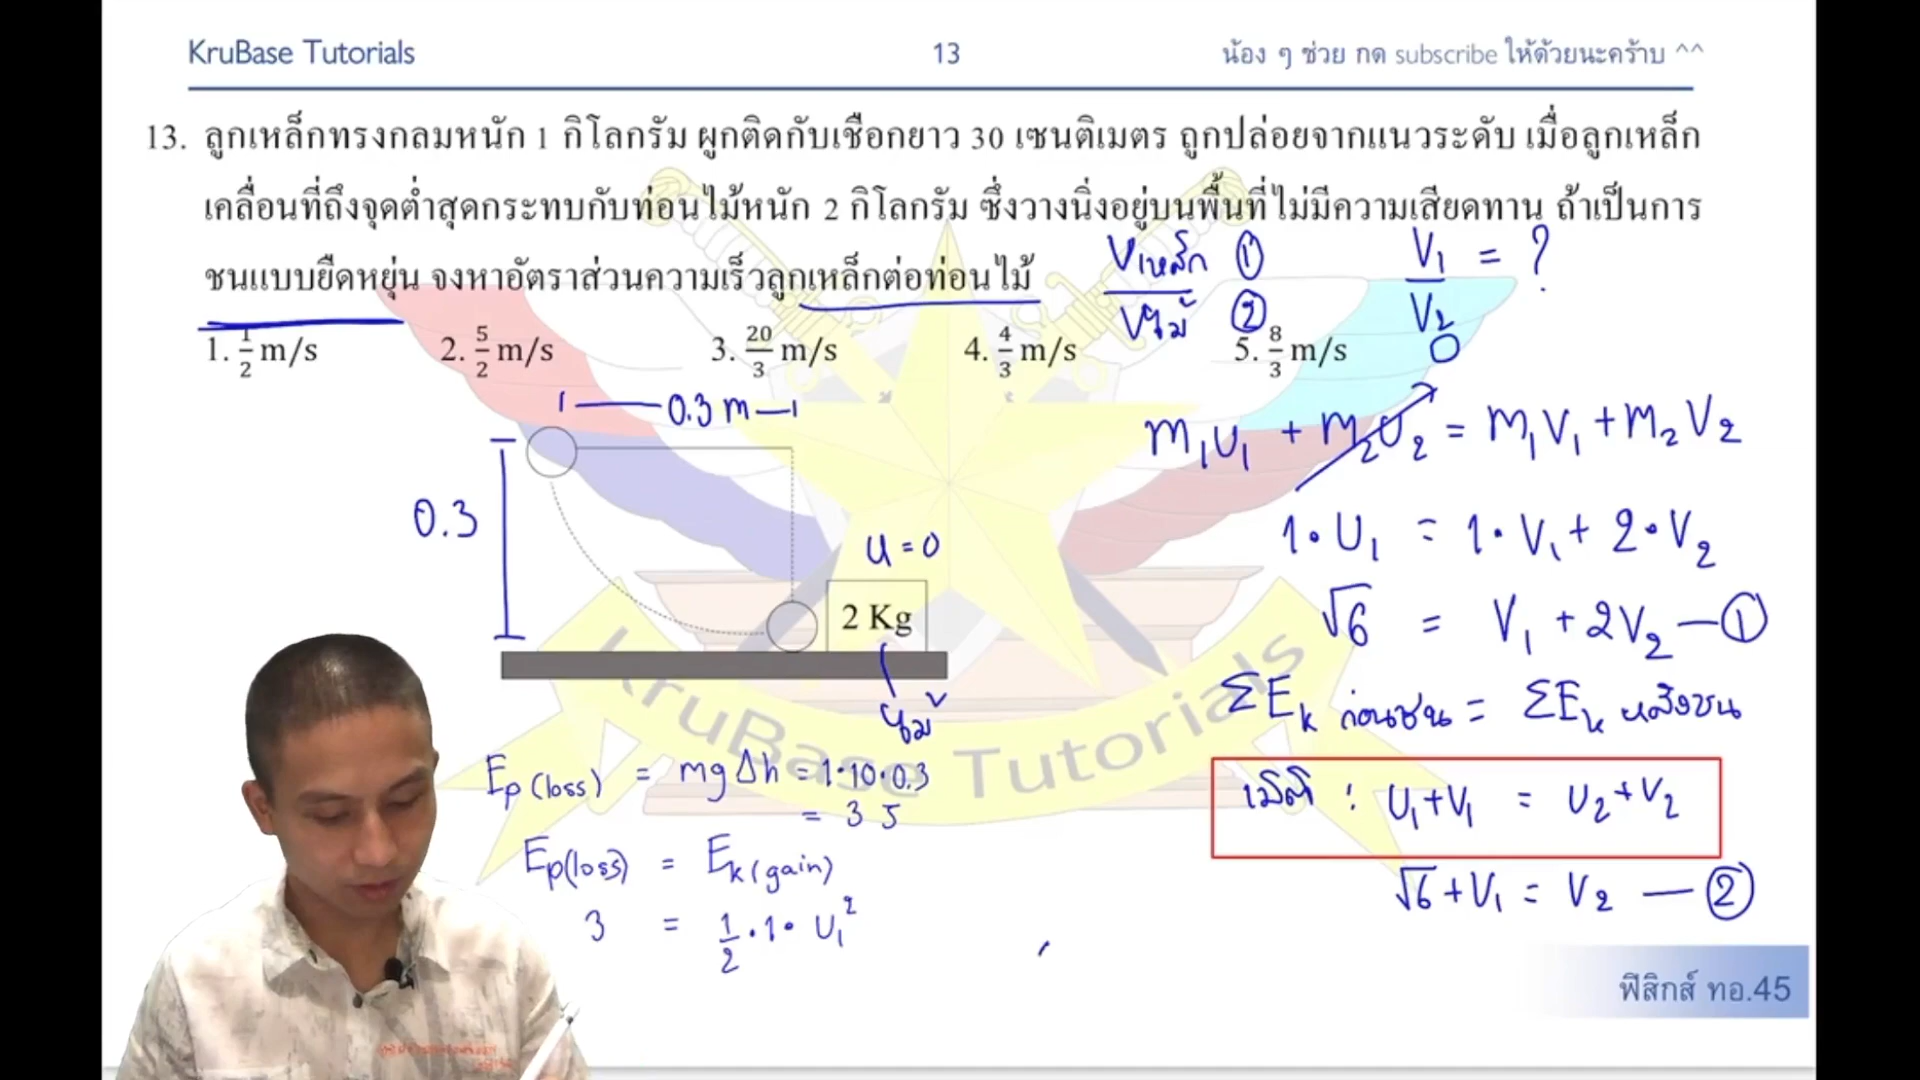 KruBase Tutorials 13 น้อง ๆ ช่วย กด subscribe ให้ด้วยนะคร้าบ ^^
13. ลูกเหล็กทรงกลมหนัก 1 กิโลกรัม ผูกติดกับเชือกยาว 30 เซนติเมตร ถูกปล่อยจากแนวระดับ เมื่อลูกเหล็ก
เคลื่อนที่ถึงจุดต่ำสุดกระทบกับท่อนไม้หนัก 2 กิโลกรัม ซึ่งวางนิ่งอยู่บนพื้นที่ไม่มีความเสียดทาน ถ้าเป็นการ
ชนแบบยืดหยุ่น จงหาอัตราส่วนความเร็วลูกเหล็กต่อท่อนไม้
Vเหล็ก ①
Vไม้ ②
V₁/V₂ = ?
1. 1/2 m/s 2. 5/2 m/s 3. 20/3 m/s 4. 4/3 m/s 5. 8/3 m/s
0.3 m
0.3
u = 0
2 Kg
ไม้
Ep(loss) = mgΔh = 1·10·0.3
= 3 J
Ep(loss) = Ek(gain)
3 = 1/2·1·U₁²
0
m₁U₁ + m₂U₂ = m₁V₁ + m₂V₂
1·U₁ = 1·V₁ + 2·V₂
√6 = V₁ + 2V₂ — ①
ΣEk ก่อนชน = ΣEk หลังชน
U₁+V₁ = U₂+V₂
√6 + V₁ = V₂ — ②
KruBase Tutorials
ฟิสิกส์ ทอ.45